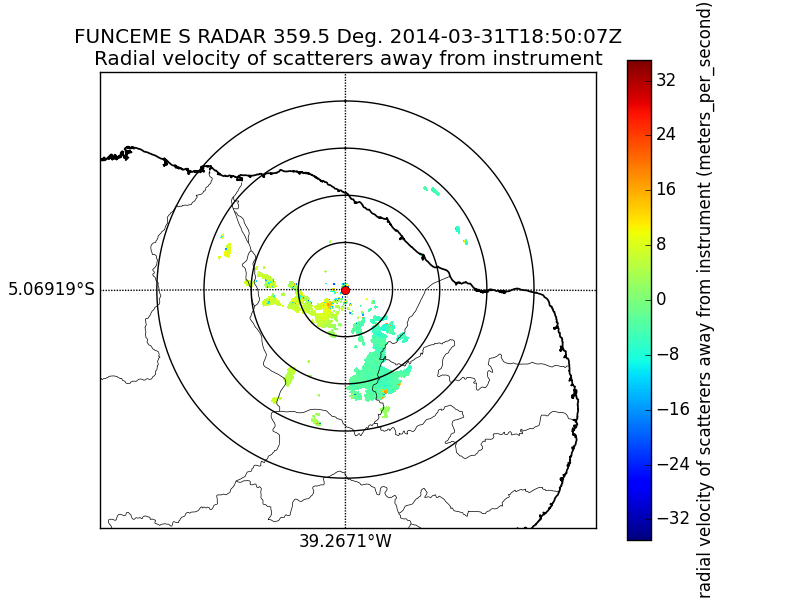 FUNCEME S RADAR 359.5 Deg. 2014-03-31T18:50:07Z
Radial velocity of scatterers away from instrument
5.06919°S
39.2671°W
32
24
16
8
0
−8
−16
−24
−32
radial velocity of scatterers away from instrument (meters_per_second)